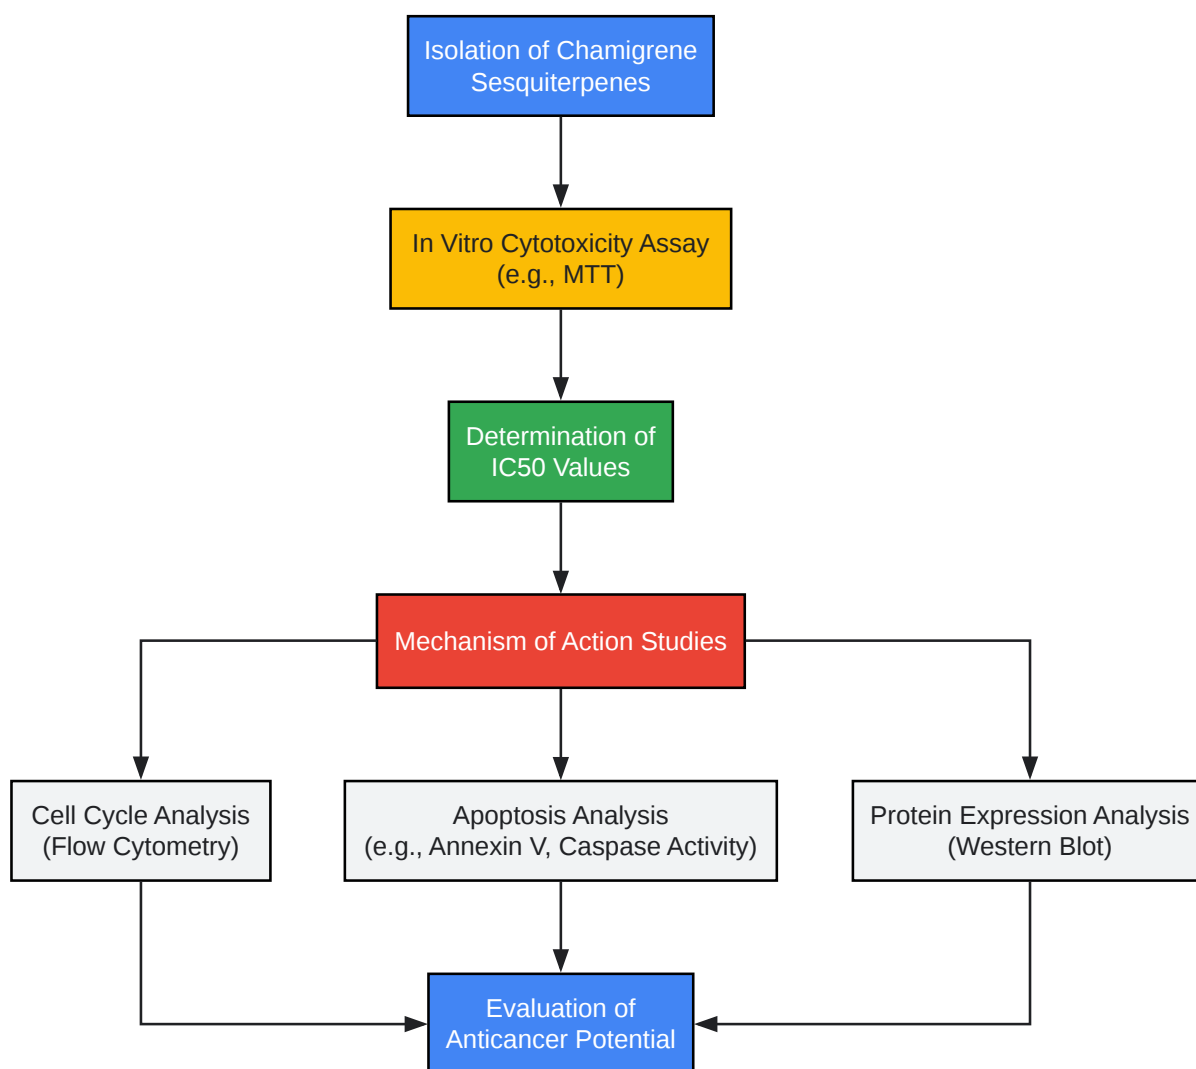 Isolation of Chamigrene
Sesquiterpenes
In Vitro Cytotoxicity Assay
(e.g., MTT)
Determination of
IC50 Values
Mechanism of Action Studies
Cell Cycle Analysis
(Flow Cytometry)
Apoptosis Analysis
(e.g., Annexin V, Caspase Activity)
Protein Expression Analysis
(Western Blot)
Evaluation of
Anticancer Potential